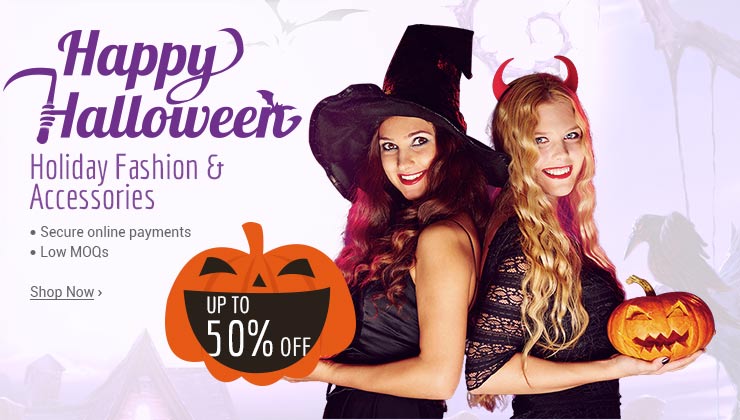 Happy
Halloween
Holiday Fashion &
Accessories
• Secure online payments
• Low MOQs
Shop Now ›
UP TO
50% OFF